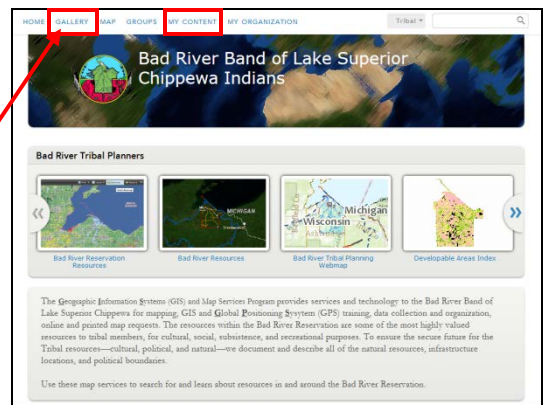 HOME GALLERY MAP GROUPS MY CONTENT MY ORGANIZATION Tribal
Bad River Band of Lake Superior
Chippewa Indians
Bad River Tribal Planners
MICHIGAN
Michigan
Wisconsin
Bad River Reservation
Resources
Bad River Resources
Bad River Tribal Planning
Webmap
Developable Areas Index
The Geographic Information Systems (GIS) and Map Services Program provides services and technology to the Bad River Band of
Lake Superior Chippewa for mapping, GIS and Global Positioning Sysytem (GPS) training, data collection and organization,
online and printed map requests. The resources within the Bad River Reservation are some of the most highly valued
resources to tribal members, for cultural, social, subsistence, and recreational purposes. To ensure the secure future for the
Tribal resources—cultural, political, and natural—we document and describe all of the natural resources, infrastructure
locations, and political boundaries.
Use these map services to search for and learn about resources in and around the Bad River Reservation.